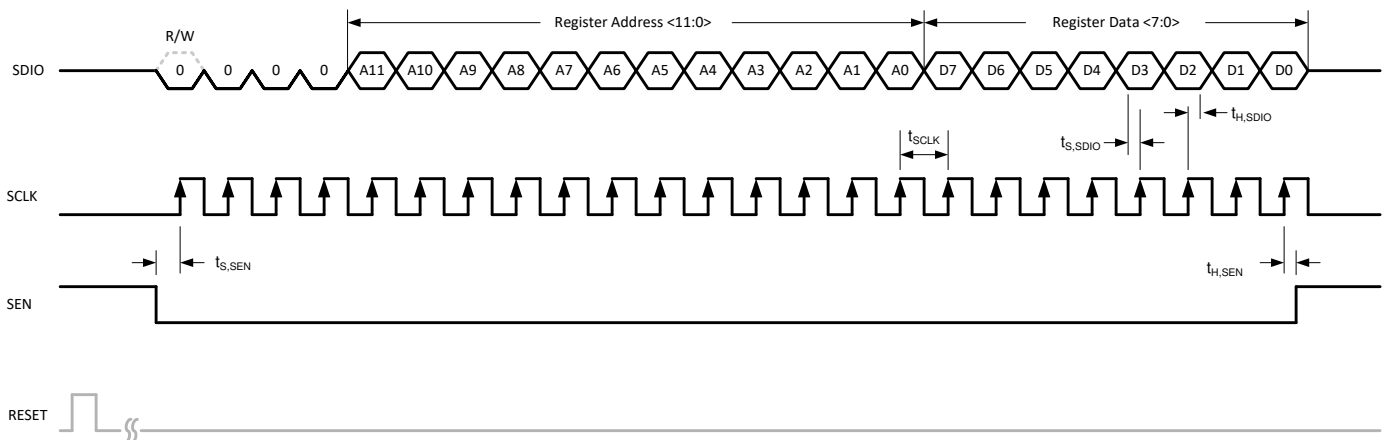 Register Address <11:0> Register Data <7:0>
R/W
SDIO 0 0 0 0 A11 A10 A9 A8 A7 A6 A5 A4 A3 A2 A1 A0 D7 D6 D5 D4 D3 D2 D1 D0
tH,SDIO
tSCLK tS,SDIO
SCLK
tS,SEN tH,SEN
SEN
RESET